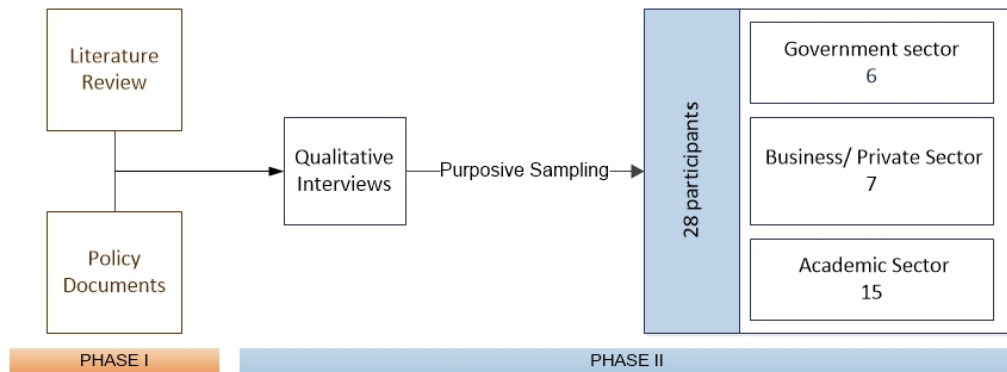 Literature
Review
Policy
Documents
Qualitative
Interviews
Purposive Sampling
28 participants
Government sector
6
Business/ Private Sector
7
Academic Sector
15
PHASE I
PHASE II